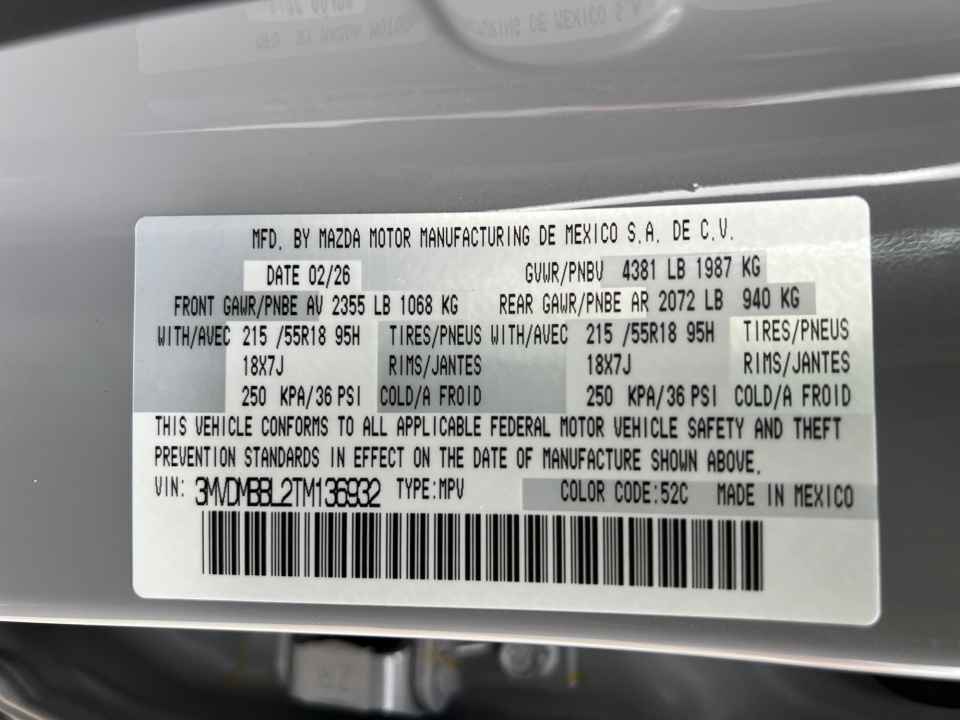 MFD. BY MAZDA MOTOR MANUFACTURING DE MEXICO S.A. DE C.V.
DATE 02/26 GVWR/PNBV 4381 LB 1987 KG
FRONT GAWR/PNBE AV 2355 LB 1068 KG REAR GAWR/PNBE AR 2072 LB 940 KG
WITH/AVEC 215 /55R18 95H TIRES/PNEUS WITH/AVEC 215 /55R18 95H TIRES/PNEUS
18X7J RIMS/JANTES 18X7J RIMS/JANTES
250 KPA/36 PSI COLD/A FROID 250 KPA/36 PSI COLD/A FROID
THIS VEHICLE CONFORMS TO ALL APPLICABLE FEDERAL MOTOR VEHICLE SAFETY AND THEFT
PREVENTION STANDARDS IN EFFECT ON THE DATE OF MANUFACTURE SHOWN ABOVE.
VIN: 3MVDMBBL2TM136932 TYPE:MPV COLOR CODE:52C MADE IN MEXICO